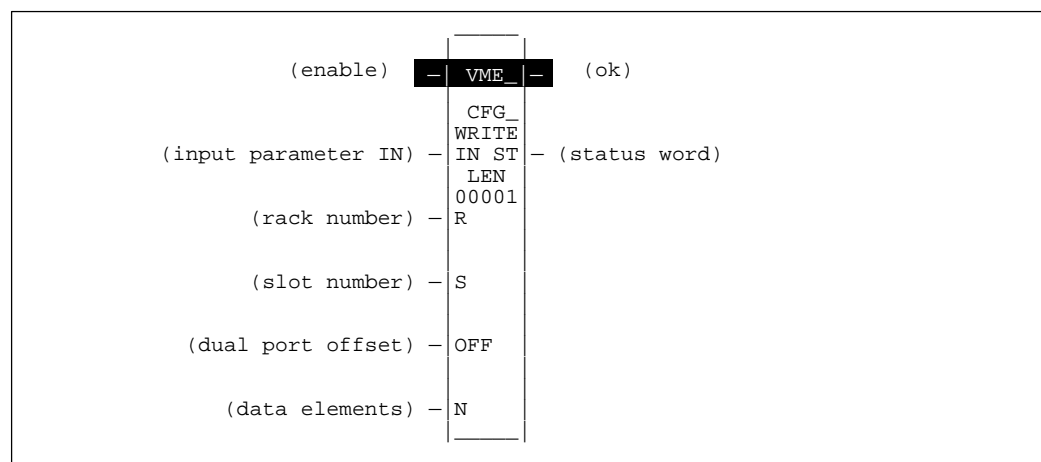 (enable) VME_ (ok)
CFG_
WRITE
(input parameter IN) IN ST (status word)
LEN
00001
(rack number) R
(slot number) S
(dual port offset) OFF
(data elements) N